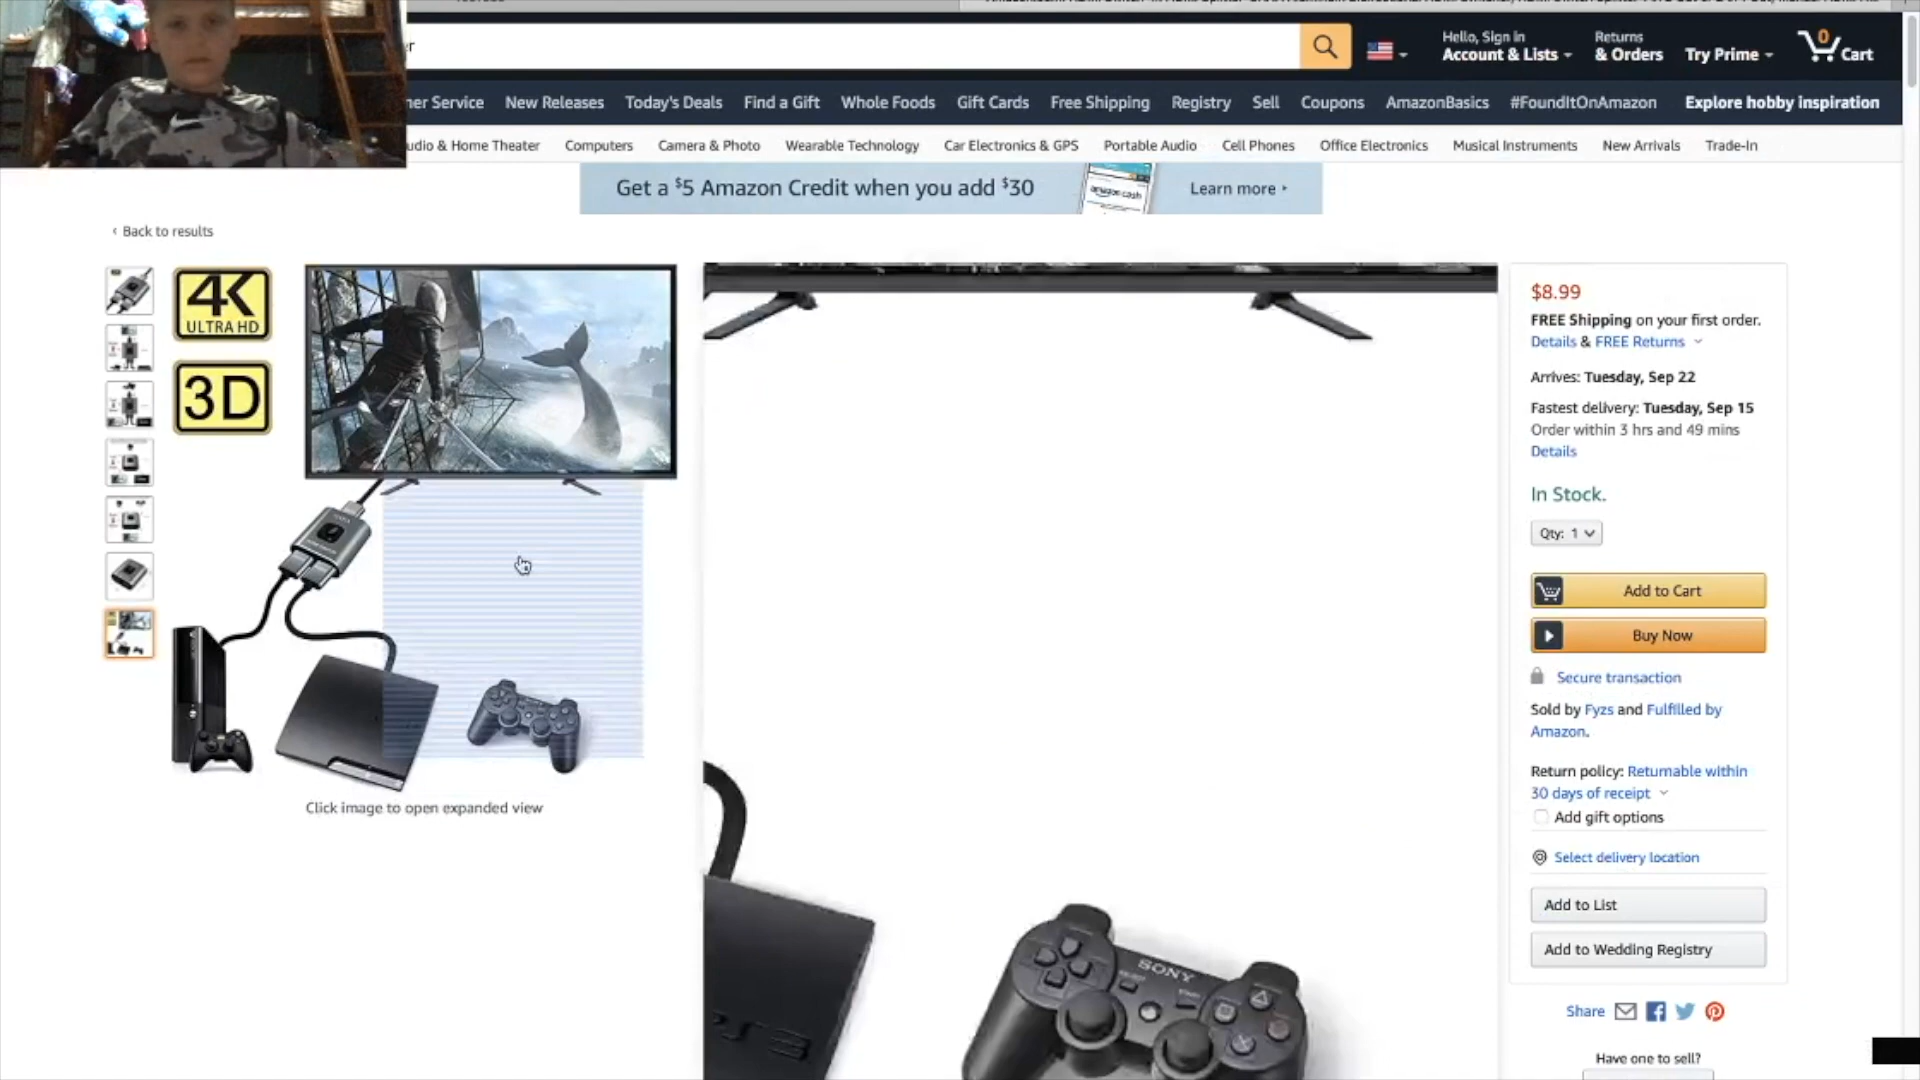 r
Hello, Sign in
Account & Lists
Returns
& Orders
Try Prime
0
Cart
ner Service
New Releases
Today's Deals
Find a Gift
Whole Foods
Gift Cards
Free Shipping
Registry
Sell
Coupons
AmazonBasics
#FoundItOnAmazon
Explore hobby inspiration
udio & Home Theater
Computers
Camera & Photo
Wearable Technology
Car Electronics & GPS
Portable Audio
Cell Phones
Office Electronics
Musical Instruments
New Arrivals
Trade-In
Get a $5 Amazon Credit when you add $30
amazon cash
Learn more
‹ Back to results
4K
ULTRA HD
3D
Click image to open expanded view
SONY
PS3
$8.99
FREE Shipping on your first order.
Details & FREE Returns
Arrives: Tuesday, Sep 22
Fastest delivery: Tuesday, Sep 15
Order within 3 hrs and 49 mins
Details
In Stock.
Qty: 1
Add to Cart
Buy Now
Secure transaction
Sold by Fyzs and Fulfilled by
Amazon.
Return policy: Returnable within
30 days of receipt
Add gift options
Select delivery location
Add to List
Add to Wedding Registry
Share
Have one to sell?